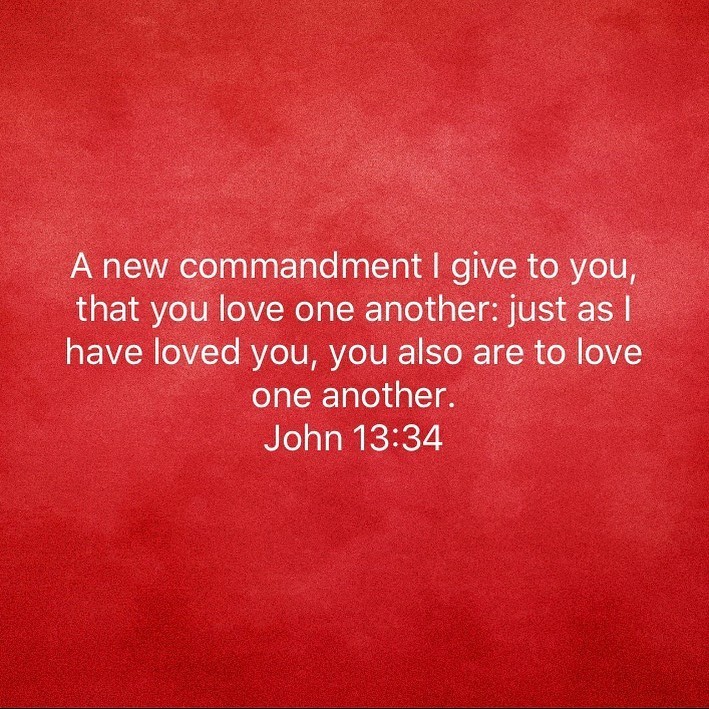 A new commandment I give to you,
that you love one another: just as I
have loved you, you also are to love
one another.
John 13:34